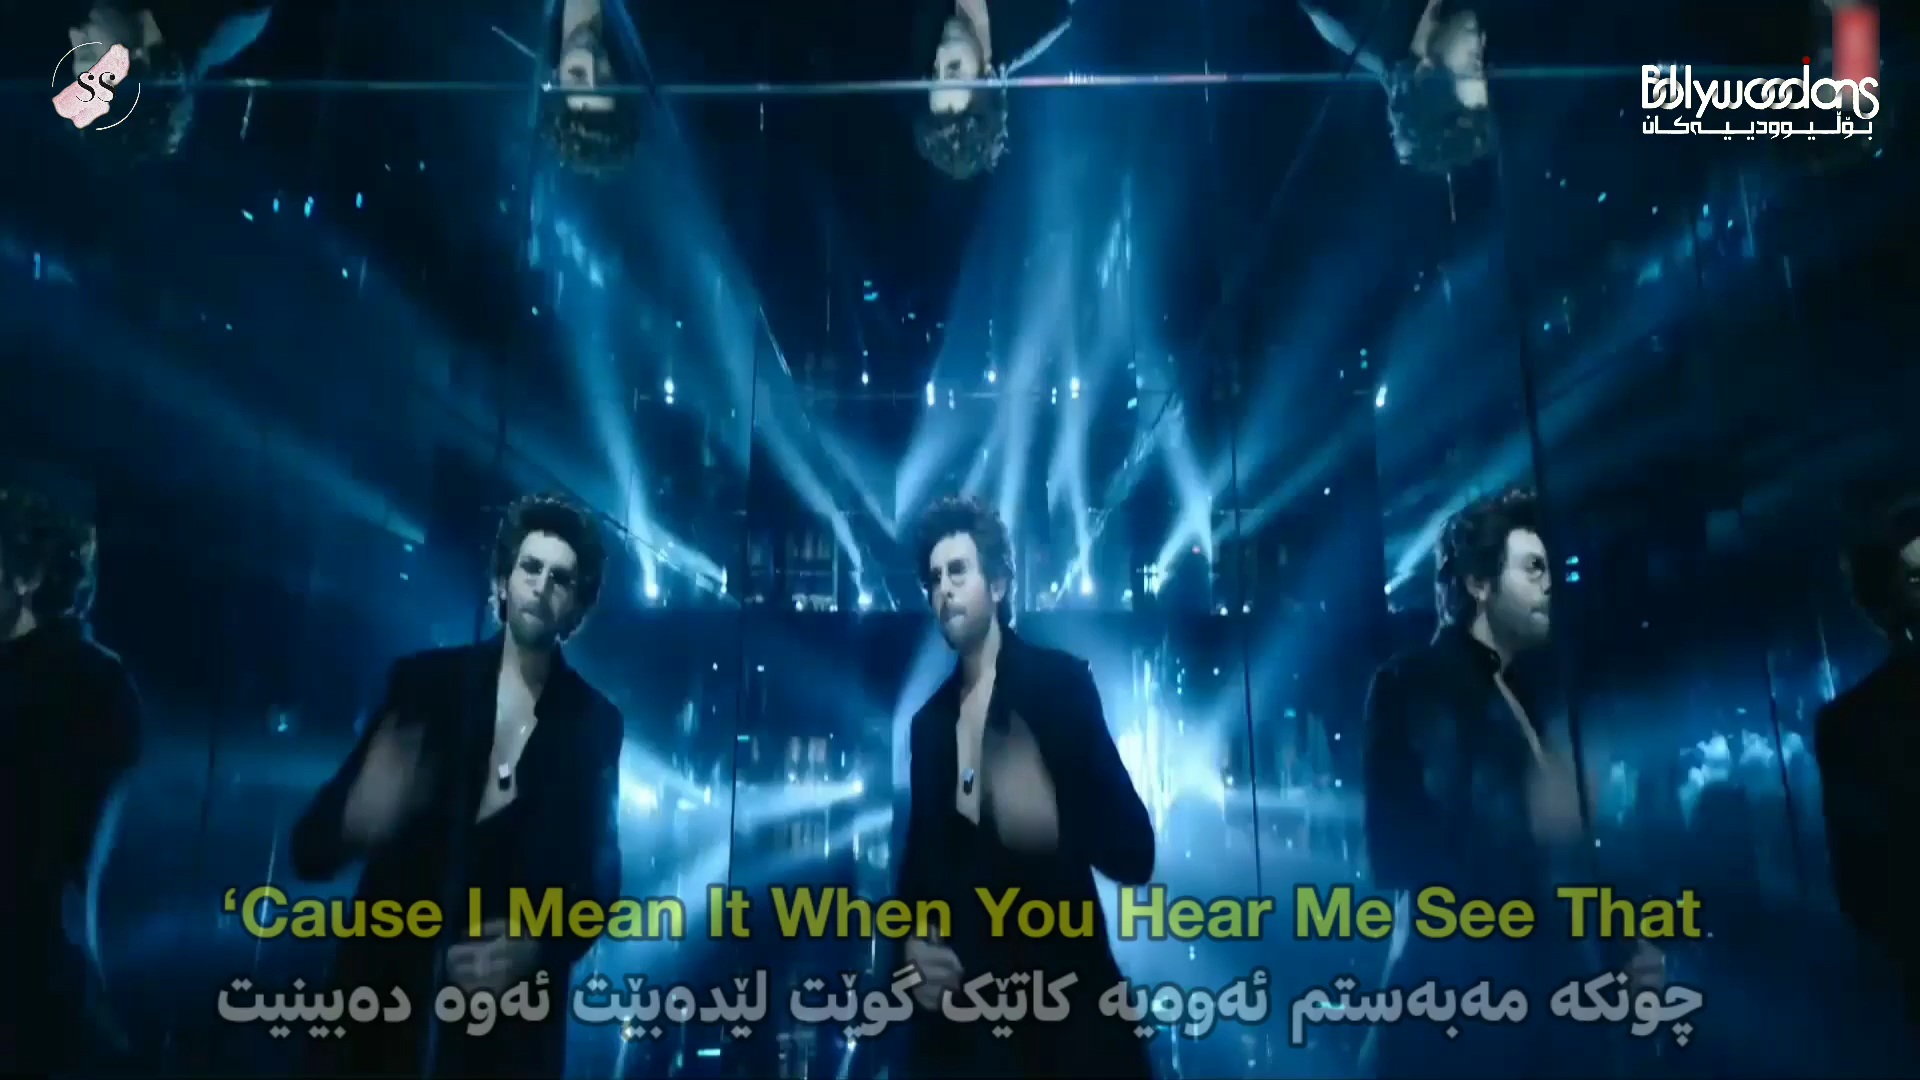 SS
Bollywoodians
بۆڵیوودییەکان
‘Cause I Mean It When You Hear Me See That
چونکە مەبەستم ئەوەیە کاتێک گوێت لێدەبێت ئەوە دەبینیت